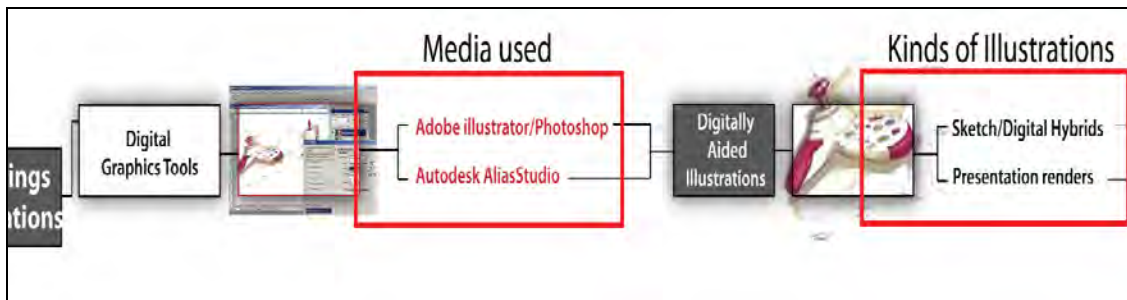 Media used
Kinds of Illustrations
Digital
Graphics Tools
Adobe illustrator/Photoshop
Autodesk AliasStudio
Digitally
Aided
Illustrations
Sketch/Digital Hybrids
Presentation renders
ings
ations